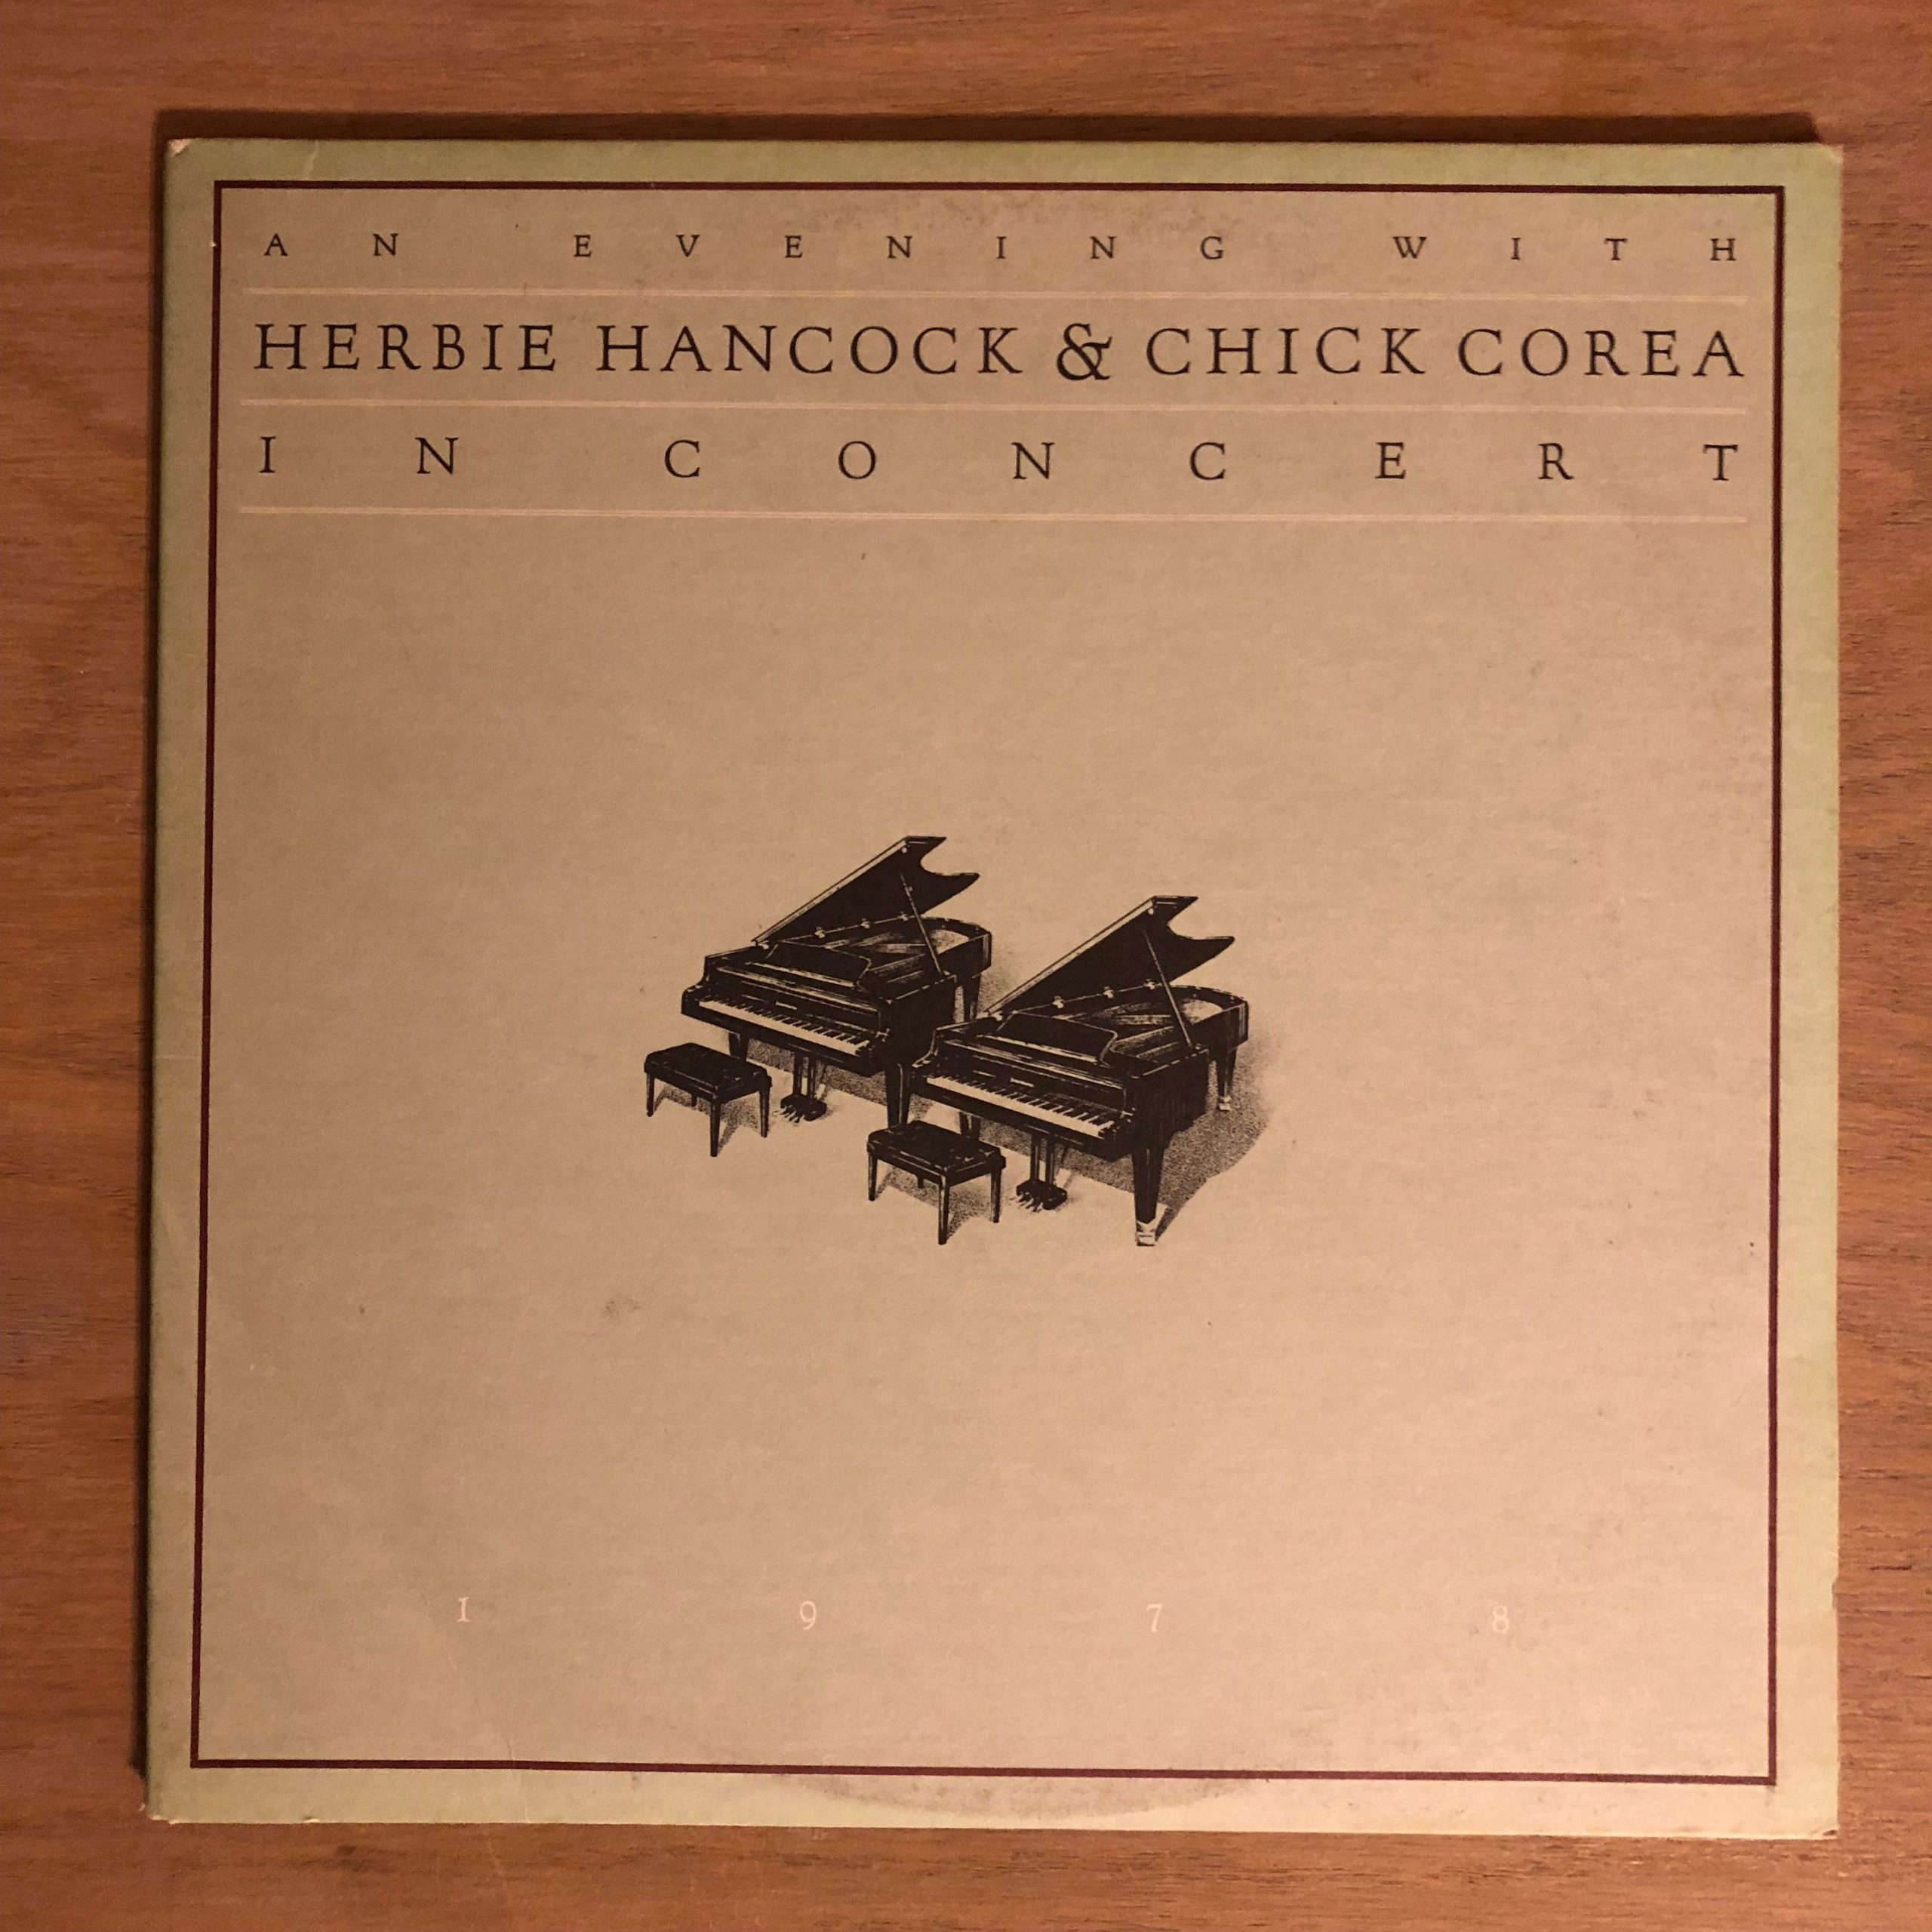 AN EVENING WITH
HERBIE HANCOCK & CHICK COREA
IN CONCERT
1978